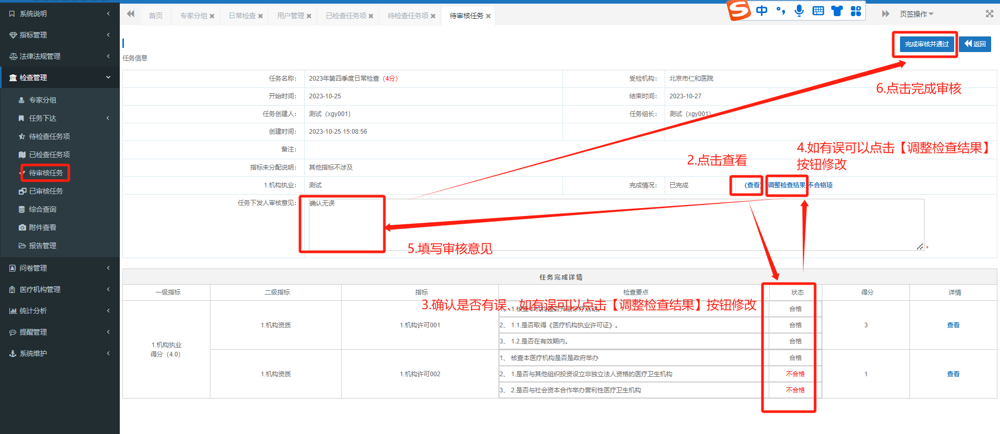 系统说明
指标管理
法律法规管理
检查管理
专家分组
任务下达
待检查任务项
已检查任务项
待审核任务
已审核任务
综合查询
附件查看
报告管理
问卷管理
医疗机构管理
统计分析
提醒管理
系统维护
首页 专家分组 日常检查 用户管理 已检查任务项 待检查任务项 待审核任务 中 页签操作
完成审核并通过 返回
任务信息
6.点击完成审核
任务名称： 2023年第四季度日常检查（4分） 受检机构： 北京市仁和医院
开始时间： 2023-10-25 结束时间： 2023-10-27
任务创建人： 测试（xgy001） 任务组长： 测试（xgy001）
创建时间： 2023-10-25 15:08:56
备注：
2.点击查看
4.如有误可以点击【调整检查结果】
按钮修改
指标未分配说明： 其他指标不涉及
1.机构执业： 测试 完成情况： 已完成 (查看) 调整检查结果 不合格项
任务下发人审核意见： 确认无误
*
5.填写审核意见
任务完成详情
一级指标 二级指标 指标 检查要点 状态 得分 详情
3.确认是否有误、如有误可以点击【调整检查结果】按钮修改
1.机构执业
得分（4.0）
1.机构资质 1.机构许可001
1、 1.核查本机构是否开展诊疗活动。 合格
2、 1.1.是否取得《医疗机构执业许可证》。 合格 3 查看
3、 1.2.是否在有效期内。 合格
1.机构资质 1.机构许可002
1、 核查本医疗机构是否是政府举办 合格
2、 1.是否与其他组织投资设立非独立法人资格的医疗卫生机构 不合格 1 查看
3、 2.是否与社会资本合作举办营利性医疗卫生机构 不合格